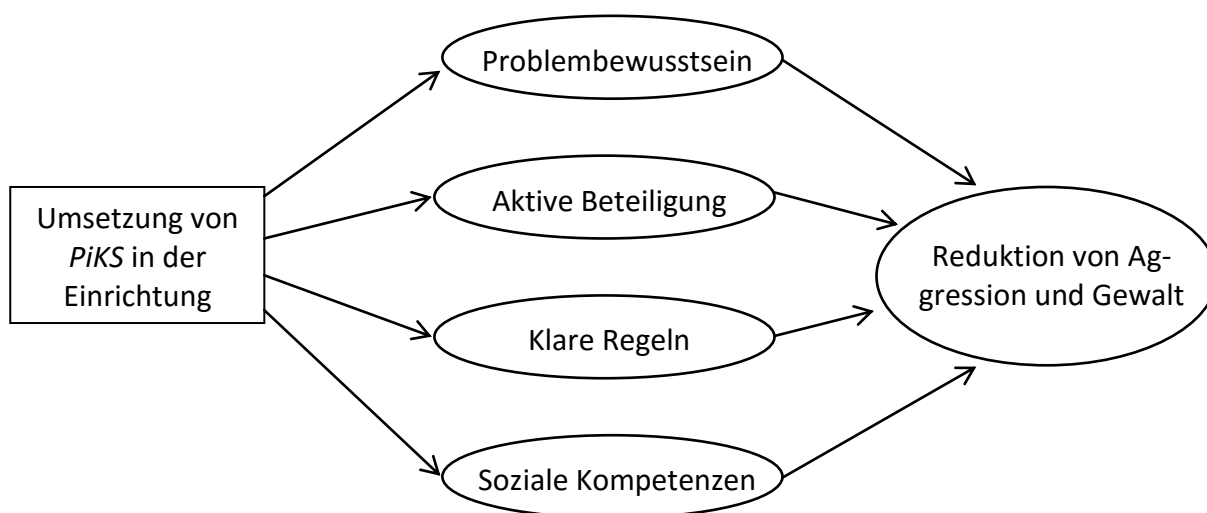 Problembewusstsein
Aktive Beteiligung
Umsetzung von
PiKS in der
Einrichtung
Reduktion von Ag-
gression und Gewalt
Klare Regeln
Soziale Kompetenzen